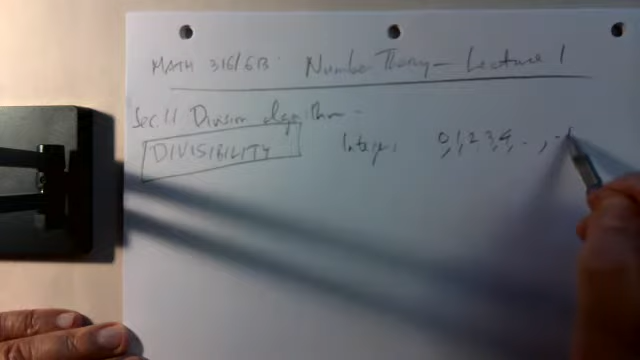 MATH 316/613: Number Theory - Lecture 1
Sec. 1.1 Division algorithm -
DIVISIBILITY Integers 0, 1, 2, 3, 4, ..., -1